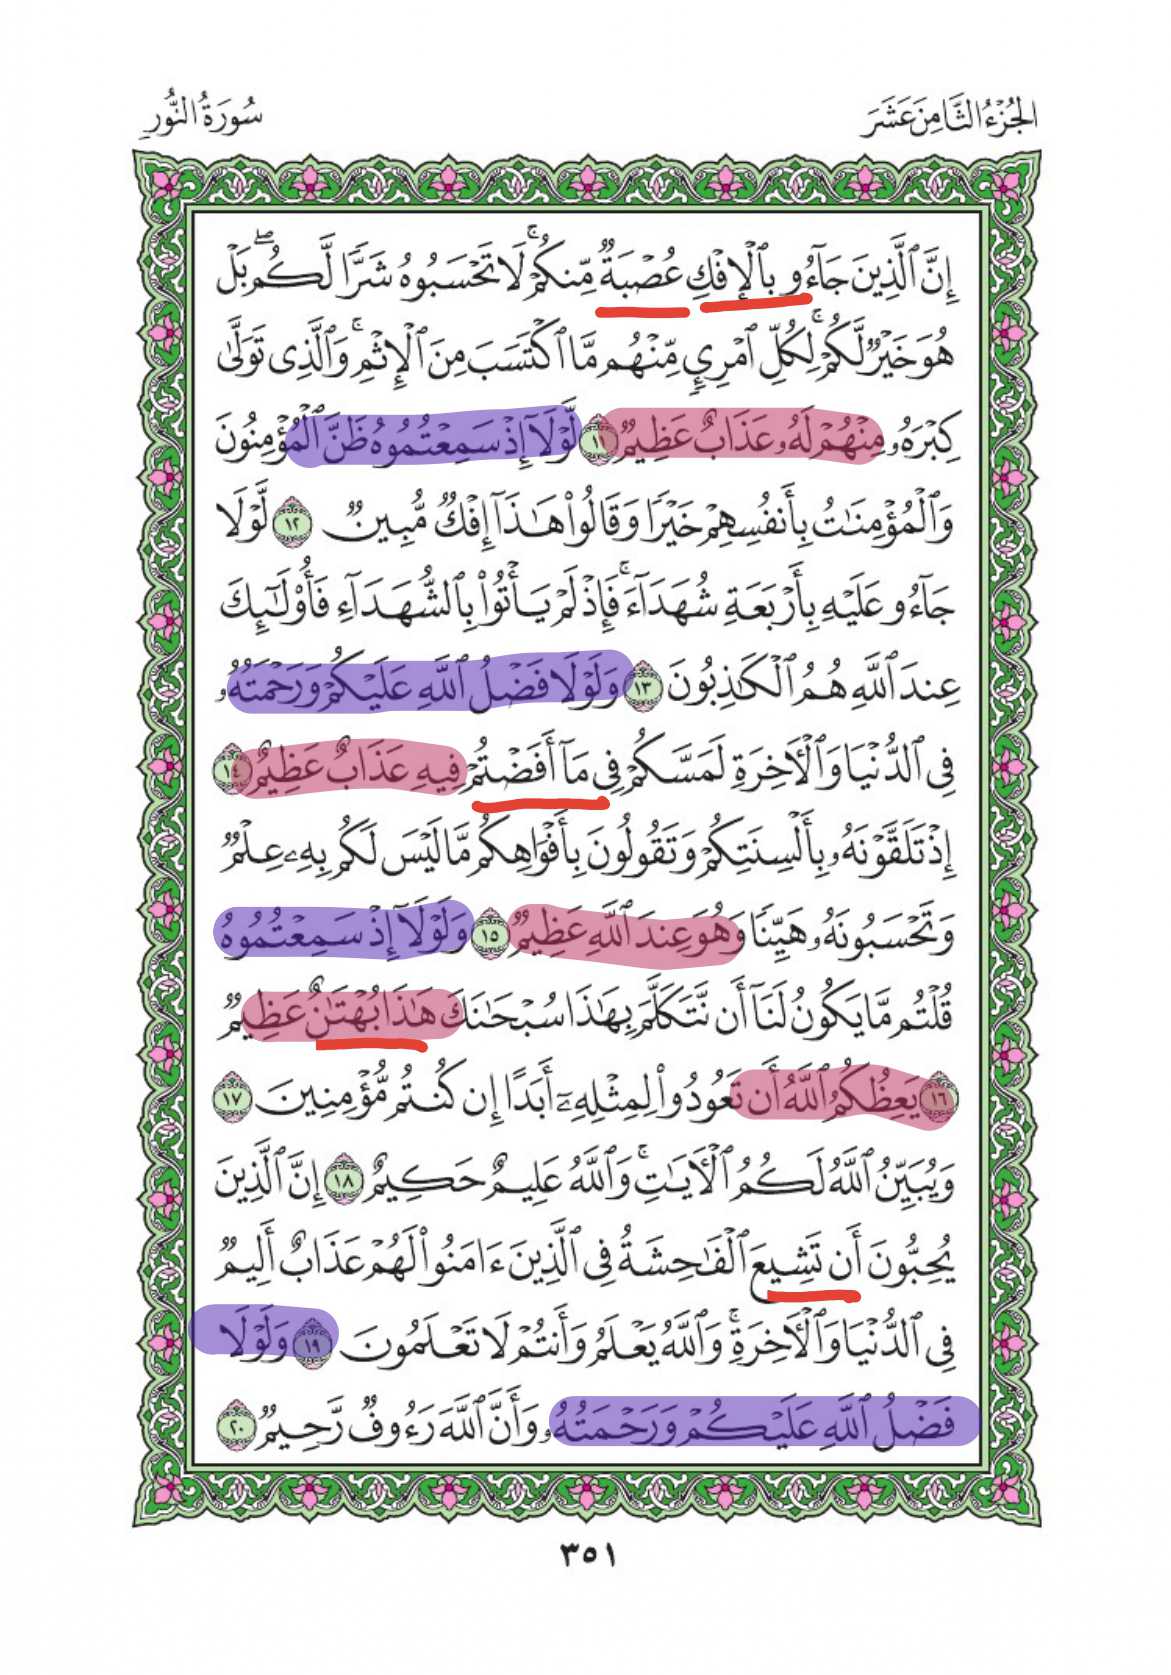 الجُزْءُ الثَّامِنَ عَشَرَ
سُورَةُ النُّورِ
إِنَّ ٱلَّذِينَ جَآءُو بِٱلْإِفْكِ عُصْبَةٌ مِّنكُمْۚ لَا تَحْسَبُوهُ شَرًّا لَّكُمۖ بَلْ
هُوَ خَيْرٌ لَّكُمْۚ لِكُلِّ ٱمْرِئٍ مِّنْهُم مَّا ٱكْتَسَبَ مِنَ ٱلْإِثْمِۚ وَٱلَّذِى تَوَلَّىٰ
كِبْرَهُۥ مِنْهُمْ لَهُۥ عَذَابٌ عَظِيمٌ ١١ لَّوْلَآ إِذْ سَمِعْتُمُوهُ ظَنَّ ٱلْمُؤْمِنُونَ
وَٱلْمُؤْمِنَٰتُ بِأَنفُسِهِمْ خَيْرًا وَقَالُوا۟ هَٰذَآ إِفْكٌ مُّبِينٌ ١٢ لَّوْلَا
جَآءُو عَلَيْهِ بِأَرْبَعَةِ شُهَدَآءَۚ فَإِذْ لَمْ يَأْتُوا۟ بِٱلشُّهَدَآءِ فَأُو۟لَٰٓئِكَ
عِندَ ٱللَّهِ هُمُ ٱلْكَٰذِبُونَ ١٣ وَلَوْلَا فَضْلُ ٱللَّهِ عَلَيْكُمْ وَرَحْمَتُهُۥ
فِى ٱلدُّنْيَا وَٱلْءَاخِرَةِ لَمَسَّكُمْ فِى مَآ أَفَضْتُمْ فِيهِ عَذَابٌ عَظِيمٌ ١٤
إِذْ تَلَقَّوْنَهُۥ بِأَلْسِنَتِكُمْ وَتَقُولُونَ بِأَفْوَاهِكُم مَّا لَيْسَ لَكُم بِهِۦ عِلْمٌ
وَتَحْسَبُونَهُۥ هَيِّنًا وَهُوَ عِندَ ٱللَّهِ عَظِيمٌ ١٥ وَلَوْلَآ إِذْ سَمِعْتُمُوهُ
قُلْتُم مَّا يَكُونُ لَنَآ أَن نَّتَكَلَّمَ بِهَٰذَا سُبْحَٰنَكَ هَٰذَا بُهْتَٰنٌ عَظِيمٌ
١٦ يَعِظُكُمُ ٱللَّهُ أَن تَعُودُوا۟ لِمِثْلِهِۦٓ أَبَدًا إِن كُنتُم مُّؤْمِنِينَ ١٧
وَيُبَيِّنُ ٱللَّهُ لَكُمُ ٱلْءَايَٰتِۚ وَٱللَّهُ عَلِيمٌ حَكِيمٌ ١٨ إِنَّ ٱلَّذِينَ
يُحِبُّونَ أَن تَشِيعَ ٱلْفَٰحِشَةُ فِى ٱلَّذِينَ ءَامَنُوا۟ لَهُمْ عَذَابٌ أَلِيمٌ
فِى ٱلدُّنْيَا وَٱلْءَاخِرَةِۚ وَٱللَّهُ يَعْلَمُ وَأَنتُمْ لَا تَعْلَمُونَ ١٩ وَلَوْلَا
فَضْلُ ٱللَّهِ عَلَيْكُمْ وَرَحْمَتُهُۥ وَأَنَّ ٱللَّهَ رَءُوفٌ رَّحِيمٌ ٢٠
٣٥١